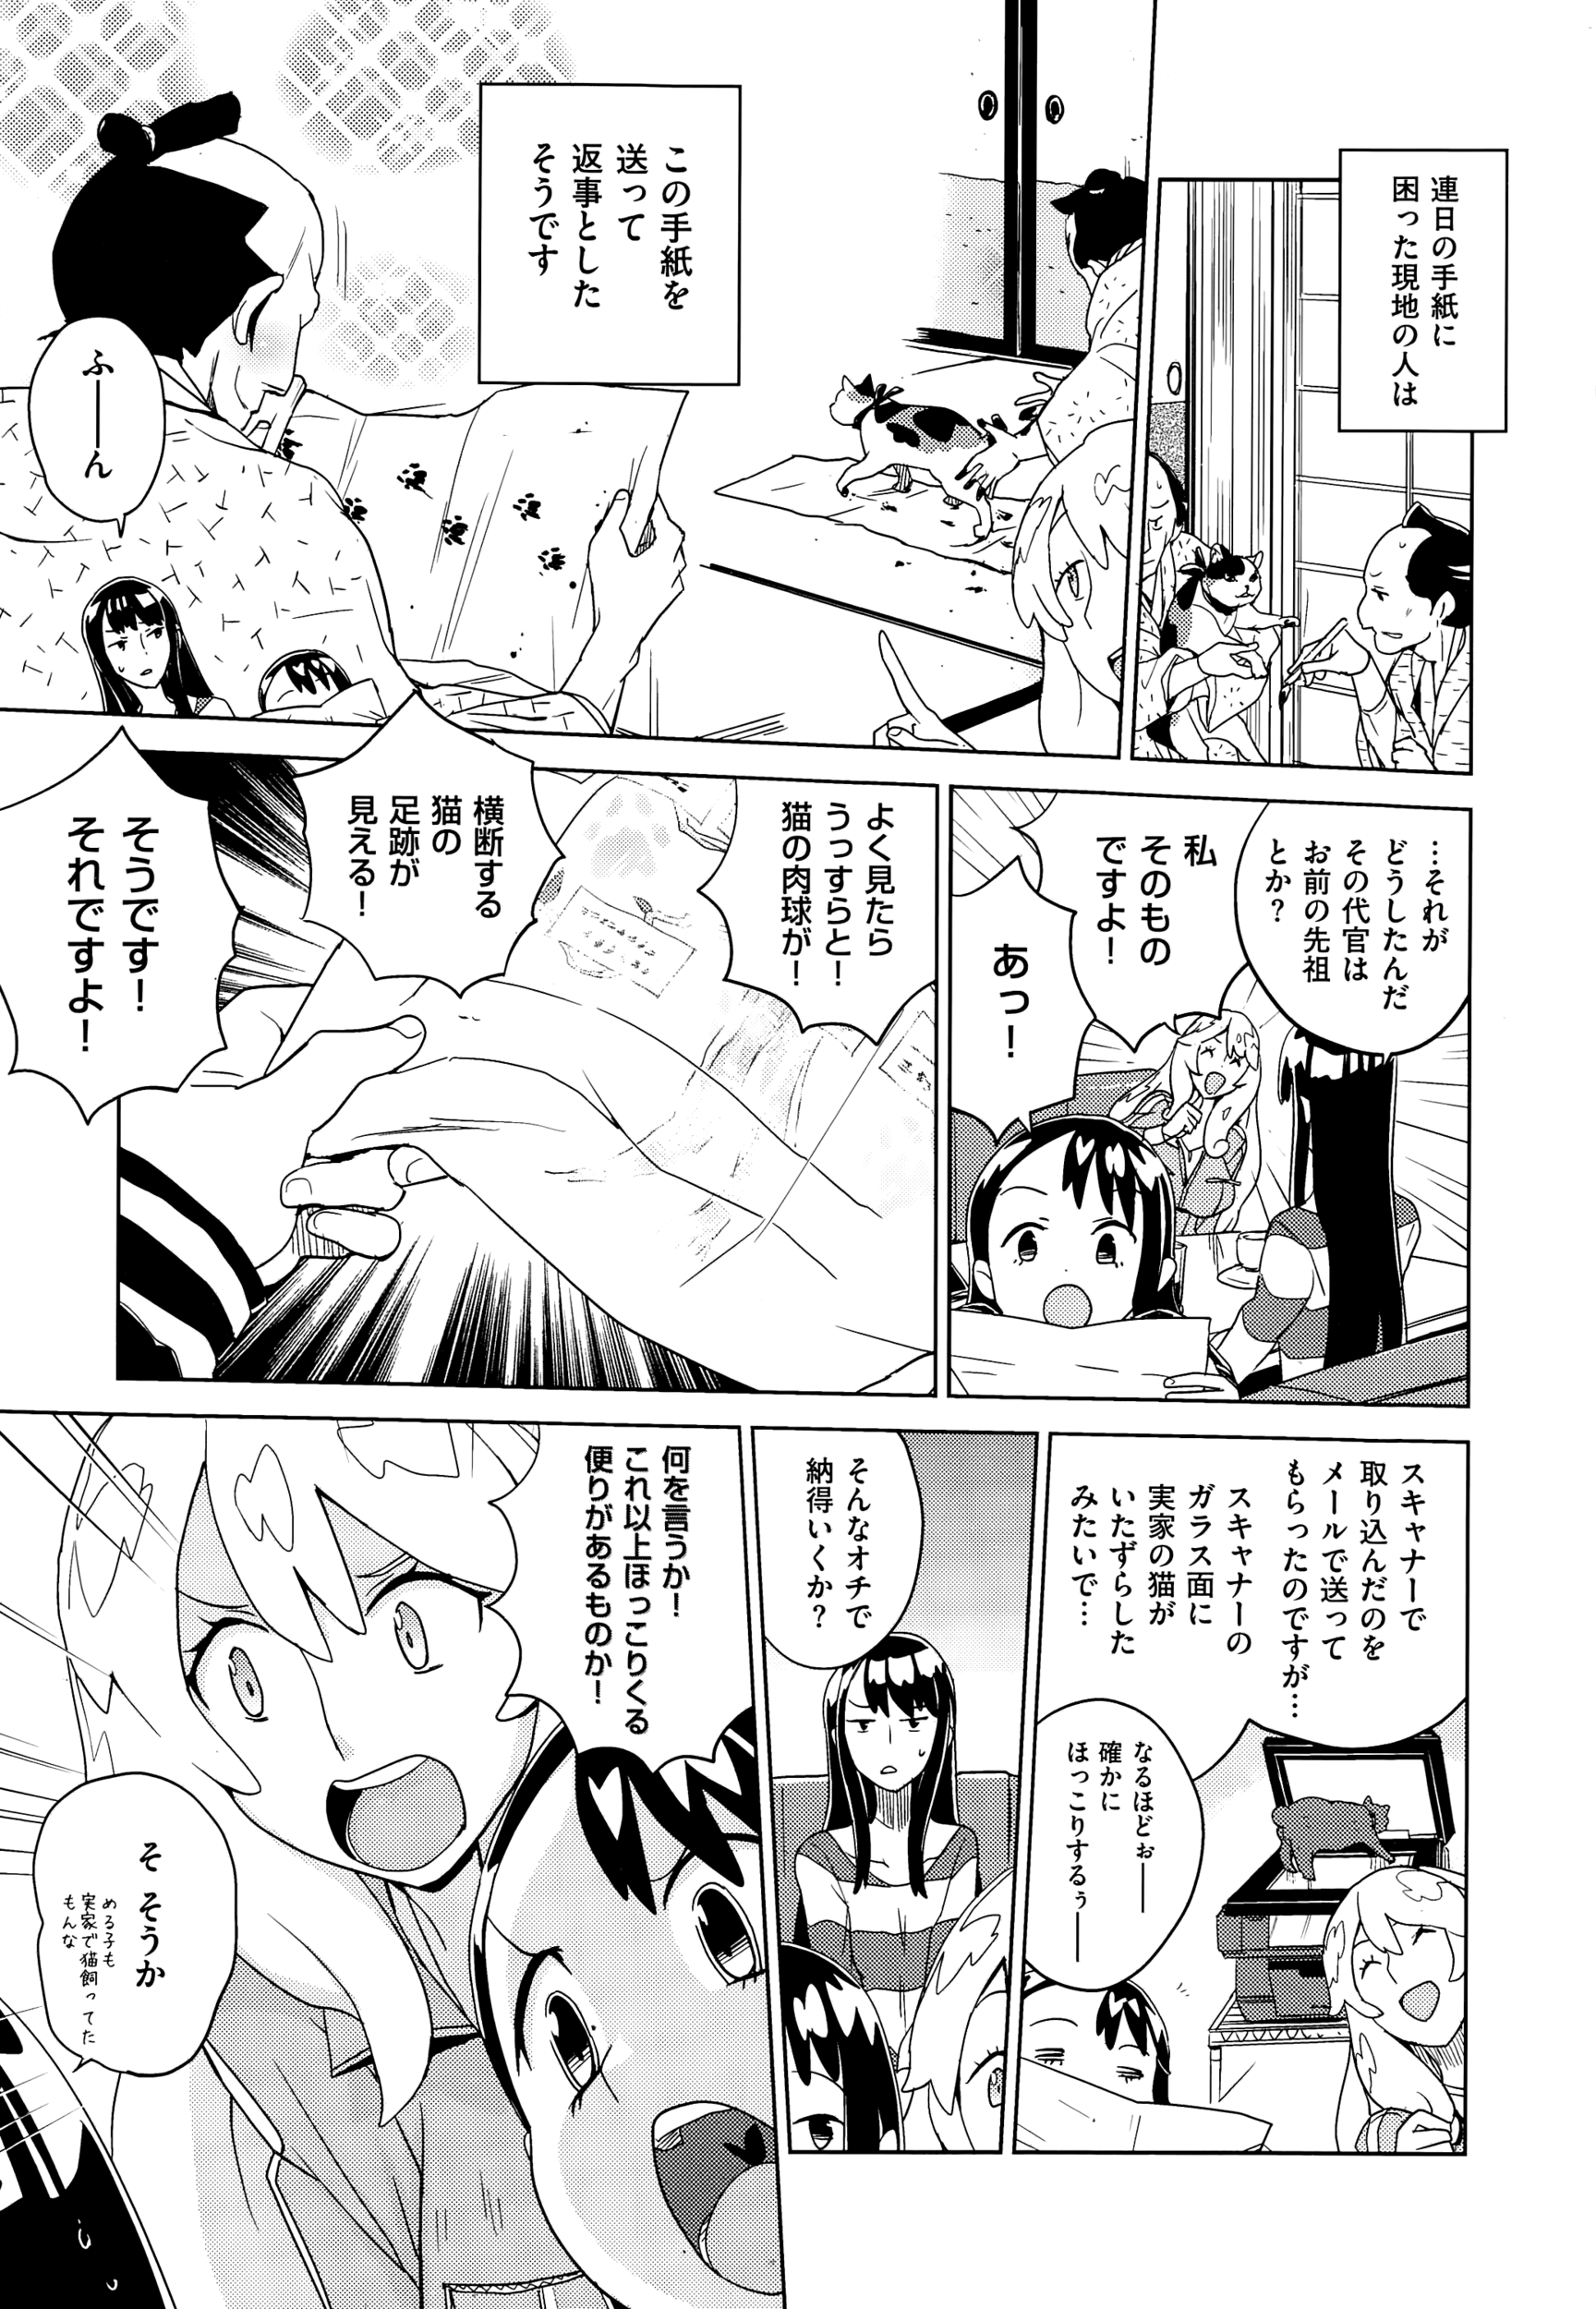 連日の手紙に
困った現地の人は
この手紙を
送って
返事とした
そうです
ふ――ん
…それが
どうしたんだ
その代官は
お前の先祖
とか？
私
そのもの
ですよ！
あっ！
よく見たら
うっすらと！
猫の肉球が！
横断する
猫の
足跡が
見える！
そうです！
それですよ！
スキャナーで
取り込んだのを
メールで送って
もらったのですが…
スキャナーの
ガラス面に
実家の猫が
いたずらした
みたいで…
なるほどぉ――
確かに
ほっこりするぅ――
そんなオチで
納得いくか？
何を言うか！
これ以上ほっこりくる
便りがあるものか！
そ そうか
める子も
実家で猫飼ってた
もんな